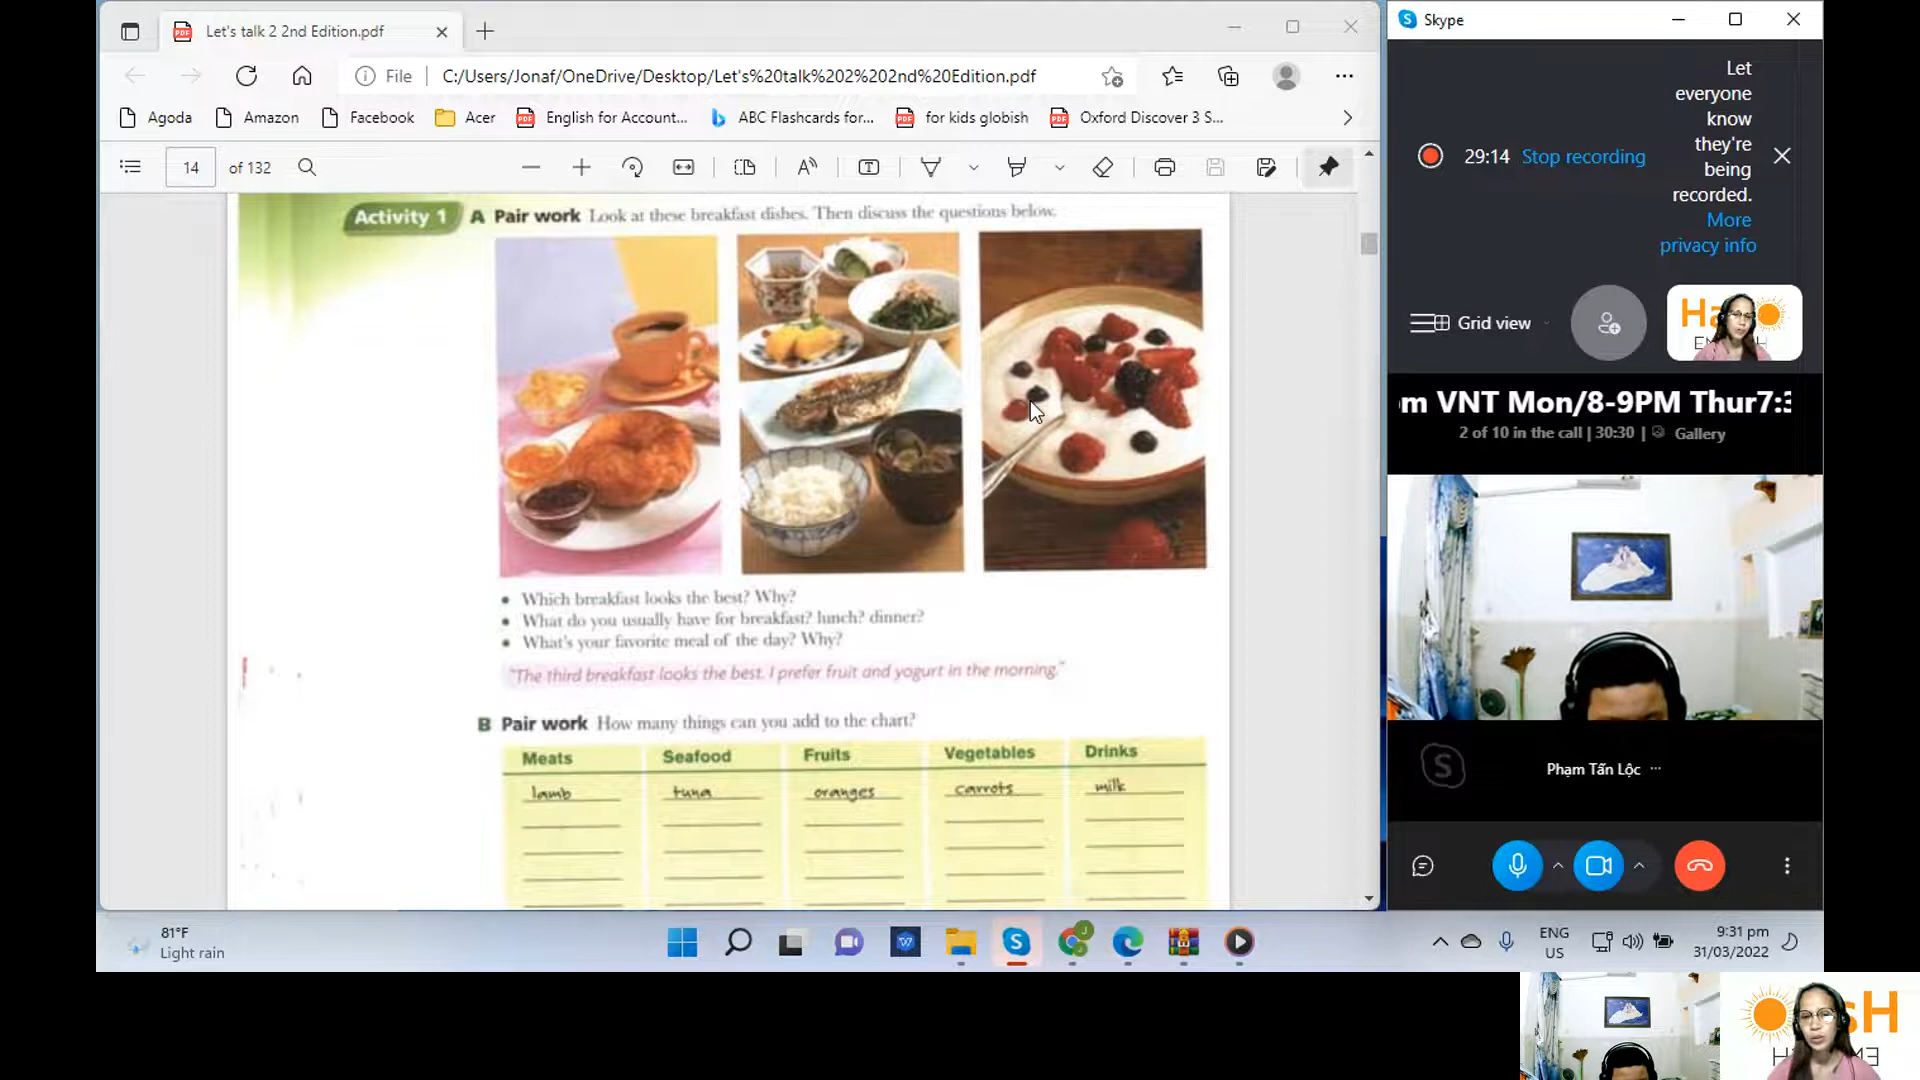 Let's talk 2 2nd Edition.pdf
File
C:/Users/Jonaf/OneDrive/Desktop/Let's%20talk%202%202nd%20Edition.pdf
Agoda
Amazon
Facebook
Acer
English for Account...
ABC Flashcards for...
for kids globish
Oxford Discover 3 S...
14 of 132
Activity 1
A Pair work Look at these breakfast dishes. Then discuss the questions below.
• Which breakfast looks the best? Why?
• What do you usually have for breakfast? lunch? dinner?
• What's your favorite meal of the day? Why?
"The third breakfast looks the best. I prefer fruit and yogurt in the morning."
B Pair work How many things can you add to the chart?
Meats Seafood Fruits Vegetables Drinks
lamb tuna oranges carrots milk
Skype
Let
everyone
know
they're
being
recorded.
More
privacy info
29:14 Stop recording
Grid view
m VNT Mon/8-9PM Thur7:3
2 of 10 in the call | 30:30 | Gallery
Phạm Tấn Lộc
81°F
Light rain
ENG
US
9:31 pm
31/03/2022